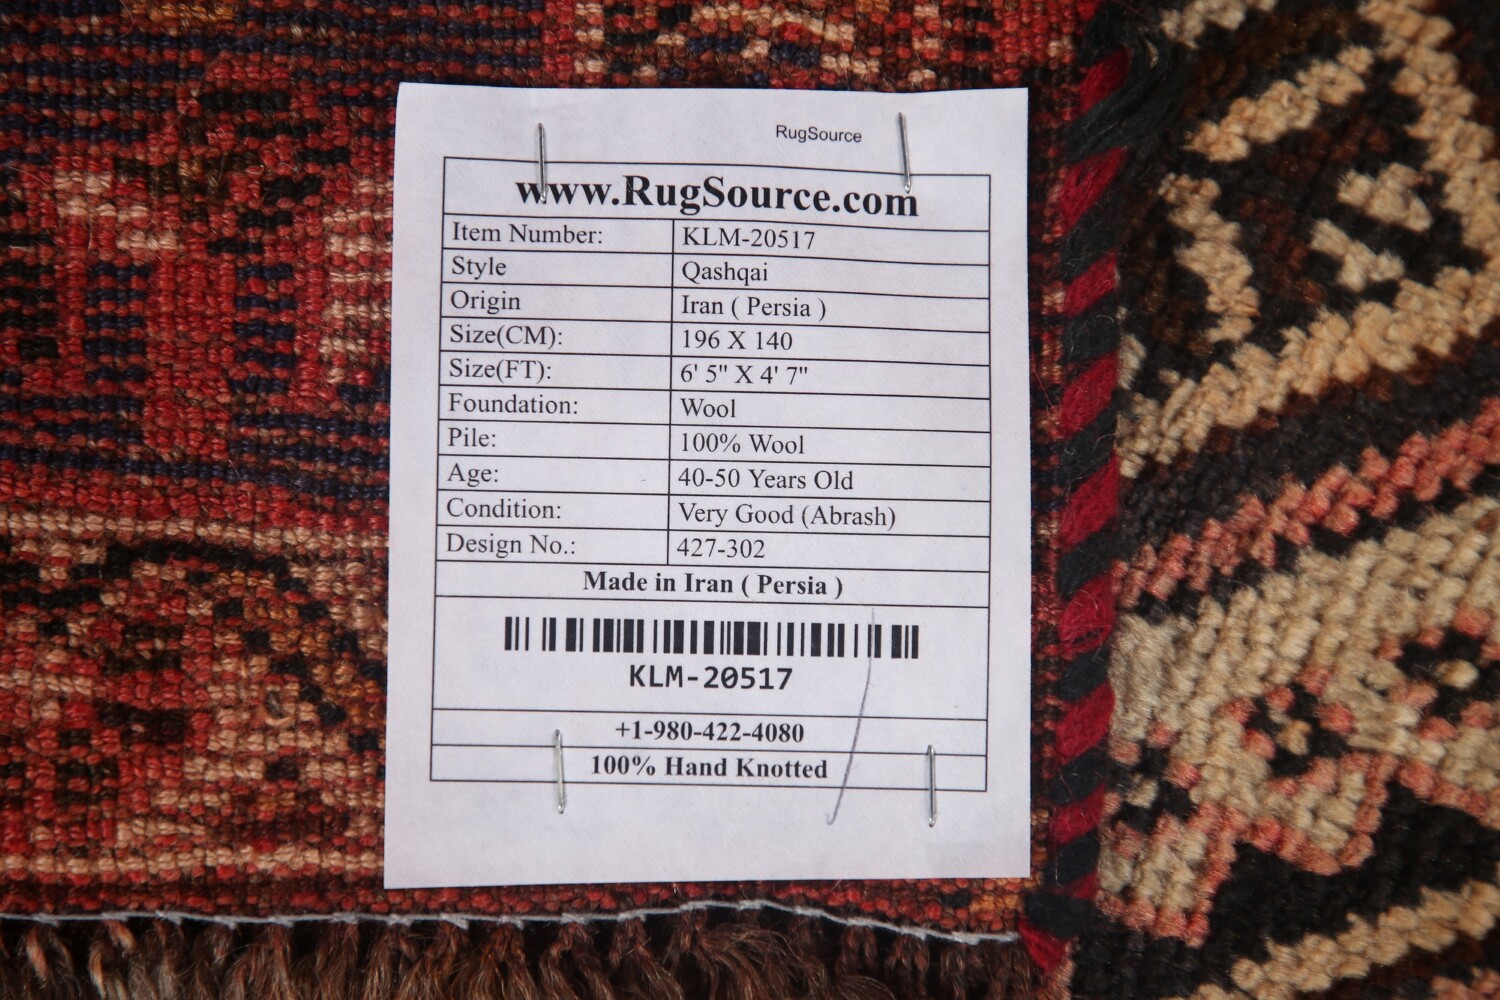 RugSource
www.RugSource.com
Item Number: KLM-20517
Style Qashqai
Origin Iran ( Persia )
Size(CM): 196 X 140
Size(FT): 6' 5" X 4' 7"
Foundation: Wool
Pile: 100% Wool
Age: 40-50 Years Old
Condition: Very Good (Abrash)
Design No.: 427-302
Made in Iran ( Persia )
KLM-20517
+1-980-422-4080
100% Hand Knotted